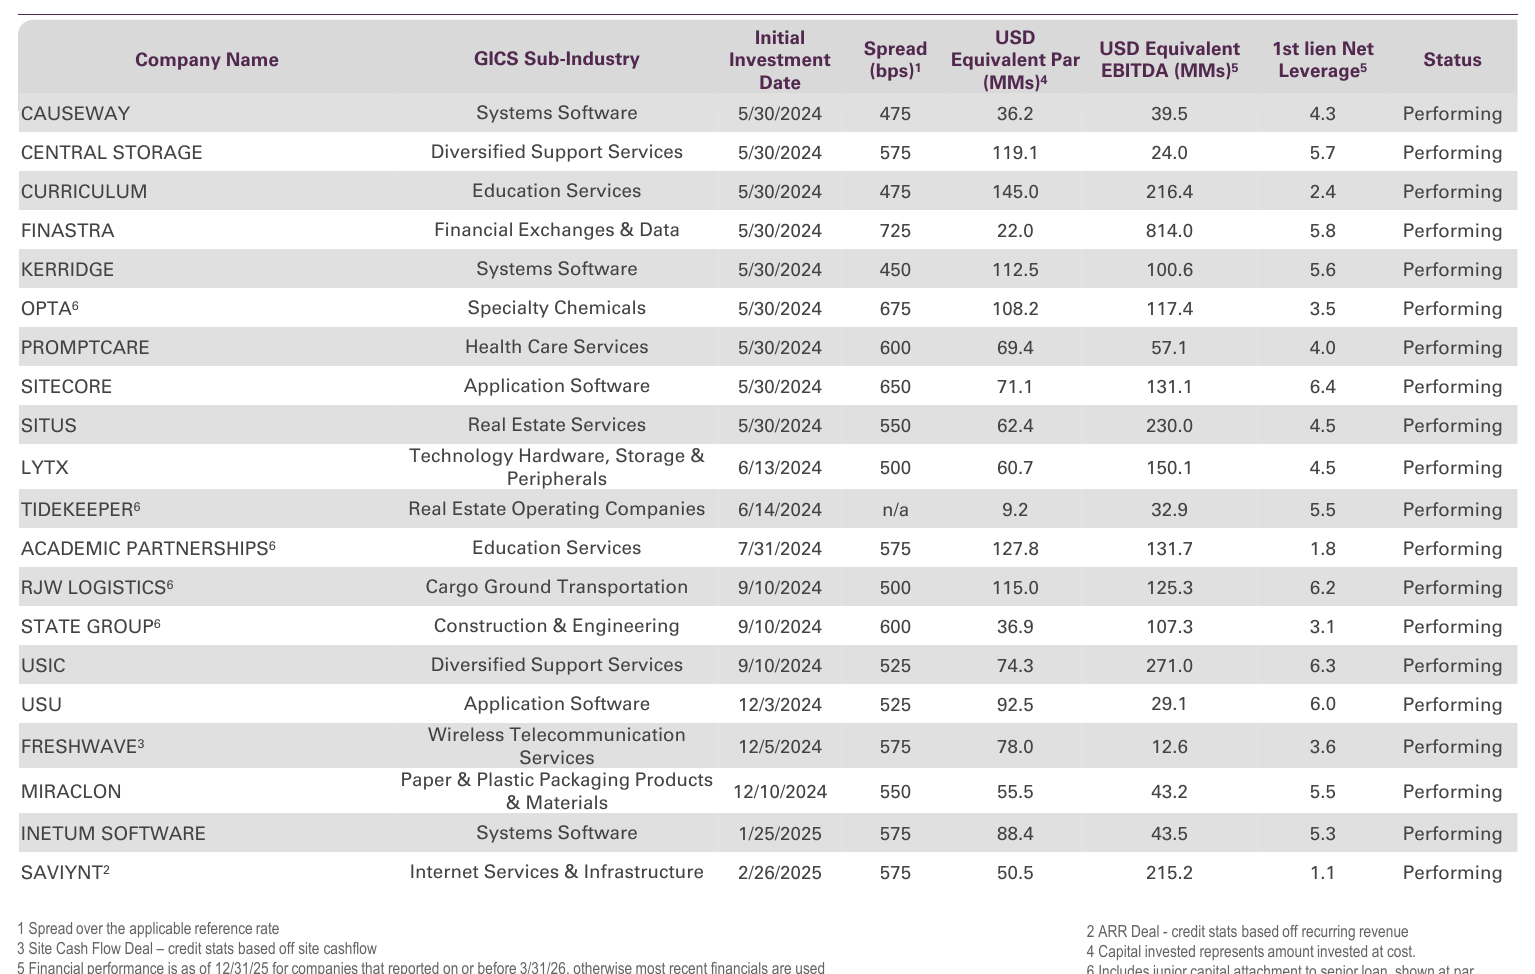 Company Name GICS Sub-Industry Initial Investment Date Spread (bps)¹ USD Equivalent Par (MMs)⁴ USD Equivalent EBITDA (MMs)⁵ 1st lien Net Leverage⁵ Status
CAUSEWAY Systems Software 5/30/2024 475 36.2 39.5 4.3 Performing
CENTRAL STORAGE Diversified Support Services 5/30/2024 575 119.1 24.0 5.7 Performing
CURRICULUM Education Services 5/30/2024 475 145.0 216.4 2.4 Performing
FINASTRA Financial Exchanges & Data 5/30/2024 725 22.0 814.0 5.8 Performing
KERRIDGE Systems Software 5/30/2024 450 112.5 100.6 5.6 Performing
OPTA⁶ Specialty Chemicals 5/30/2024 675 108.2 117.4 3.5 Performing
PROMPTCARE Health Care Services 5/30/2024 600 69.4 57.1 4.0 Performing
SITECORE Application Software 5/30/2024 650 71.1 131.1 6.4 Performing
SITUS Real Estate Services 5/30/2024 550 62.4 230.0 4.5 Performing
LYTX Technology Hardware, Storage & Peripherals 6/13/2024 500 60.7 150.1 4.5 Performing
TIDEKEEPER⁶ Real Estate Operating Companies 6/14/2024 n/a 9.2 32.9 5.5 Performing
ACADEMIC PARTNERSHIPS⁶ Education Services 7/31/2024 575 127.8 131.7 1.8 Performing
RJW LOGISTICS⁶ Cargo Ground Transportation 9/10/2024 500 115.0 125.3 6.2 Performing
STATE GROUP⁶ Construction & Engineering 9/10/2024 600 36.9 107.3 3.1 Performing
USIC Diversified Support Services 9/10/2024 525 74.3 271.0 6.3 Performing
USU Application Software 12/3/2024 525 92.5 29.1 6.0 Performing
FRESHWAVE³ Wireless Telecommunication Services 12/5/2024 575 78.0 12.6 3.6 Performing
MIRACLON Paper & Plastic Packaging Products & Materials 12/10/2024 550 55.5 43.2 5.5 Performing
INETUM SOFTWARE Systems Software 1/25/2025 575 88.4 43.5 5.3 Performing
SAVIYNT² Internet Services & Infrastructure 2/26/2025 575 50.5 215.2 1.1 Performing
1 Spread over the applicable reference rate
2 ARR Deal - credit stats based off recurring revenue
3 Site Cash Flow Deal – credit stats based off site cashflow
4 Capital invested represents amount invested at cost.
5 Financial performance is as of 12/31/25 for companies that reported on or before 3/31/26, otherwise most recent financials are used
6 Includes junior capital attachment to senior loan, shown at par